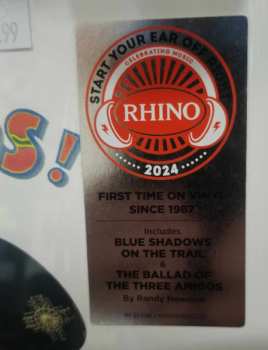 .99
START YOUR EAR OFF RIGHT
CELEBRATING MUSIC
RHINO
2024
S!
FIRST TIME ON VINYL
SINCE 1987
Includes
BLUE SHADOWS
ON THE TRAIL
&
THE BALLAD OF
THE THREE AMIGOS
By Randy Newman